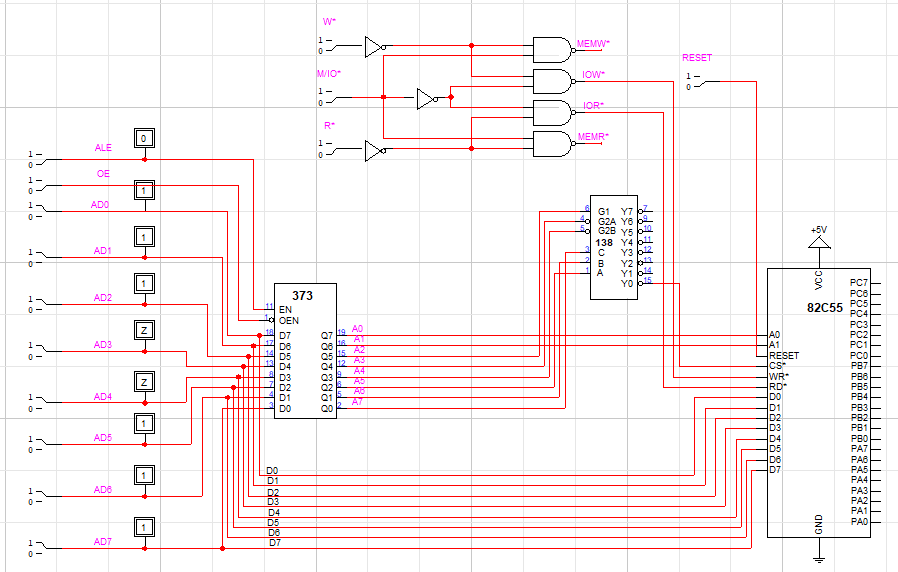 W*
1
0
MEMW*
M/IO*
1
0
IOW*
RESET
1
0
IOR*
R*
1
0
MEMR*
ALE
1
0
0
OE
1
0
1
AD0
1
0
AD1
1
0
1
AD2
1
0
1
AD3
1
0
Z
AD4
1
0
Z
AD5
1
0
1
AD6
1
0
1
AD7
1
0
1
373
11 EN
1 OEN
18 D7 Q7 19 A0
17 D6 Q6 16 A1
14 D5 Q5 15 A2
13 D4 Q4 12 A3
8 D3 Q3 9 A4
7 D2 Q2 6 A5
4 D1 Q1 5 A6
3 D0 Q0 2 A7
6 G1 Y7 7
4 G2A Y6 9
5 G2B Y5 10
138 Y4 11
3 C Y3 12
2 B Y2 13
1 A Y1 14
Y0 15
D0
D1
D2
D3
D4
D5
D6
D7
+5V
VCC
82C55
PC7
PC6
PC5
PC4
PC3
A0 PC2
A1 PC1
RESET PC0
CS* PB7
WR* PB6
RD* PB5
D0 PB4
D1 PB3
D2 PB2
D3 PB1
D4 PB0
D5 PA7
D6 PA6
D7 PA5
PA4
PA3
PA2
PA1
PA0
GND